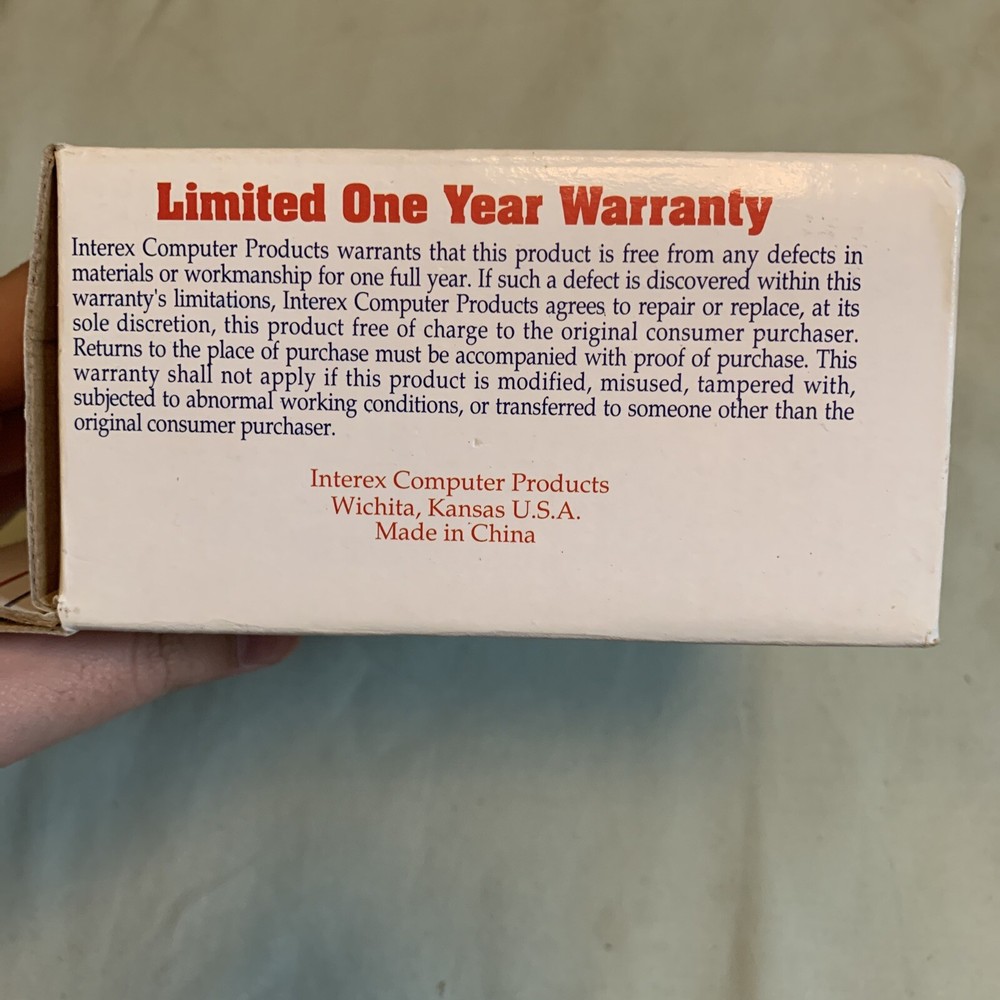 Limited One Year Warranty
Interex Computer Products warrants that this product is free from any defects in
materials or workmanship for one full year. If such a defect is discovered within this
warranty's limitations, Interex Computer Products agrees to repair or replace, at its
sole discretion, this product free of charge to the original consumer purchaser.
Returns to the place of purchase must be accompanied with proof of purchase. This
warranty shall not apply if this product is modified, misused, tampered with,
subjected to abnormal working conditions, or transferred to someone other than the
original consumer purchaser.
Interex Computer Products
Wichita, Kansas U.S.A.
Made in China